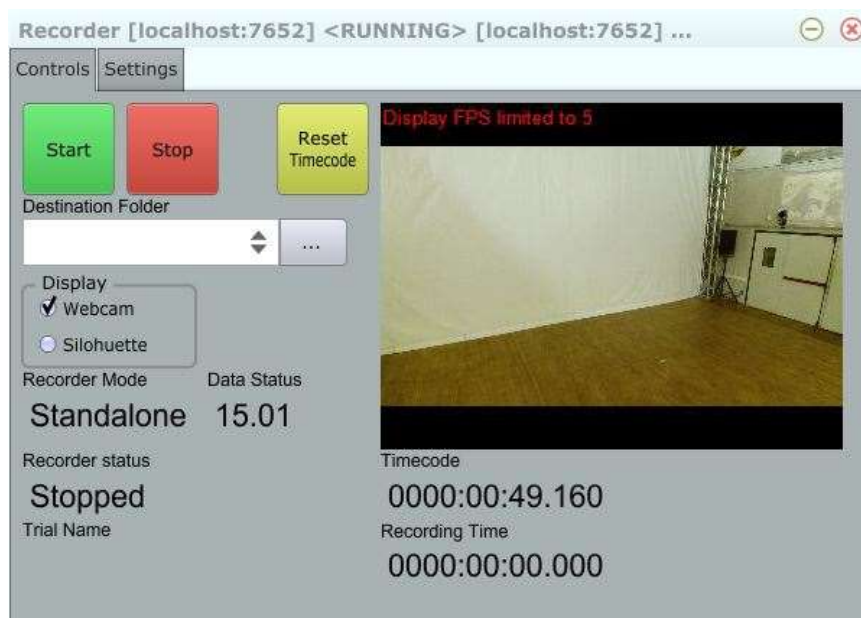 Recorder [localhost:7652] <RUNNING> [localhost:7652] ...
Controls Settings
Start Stop Reset Timecode
Display FPS limited to 5
Destination Folder
...
Display
Webcam
Silohuette
Recorder Mode Data Status
Standalone 15.01
Recorder status Timecode
Stopped 0000:00:49.160
Trial Name Recording Time
0000:00:00.000